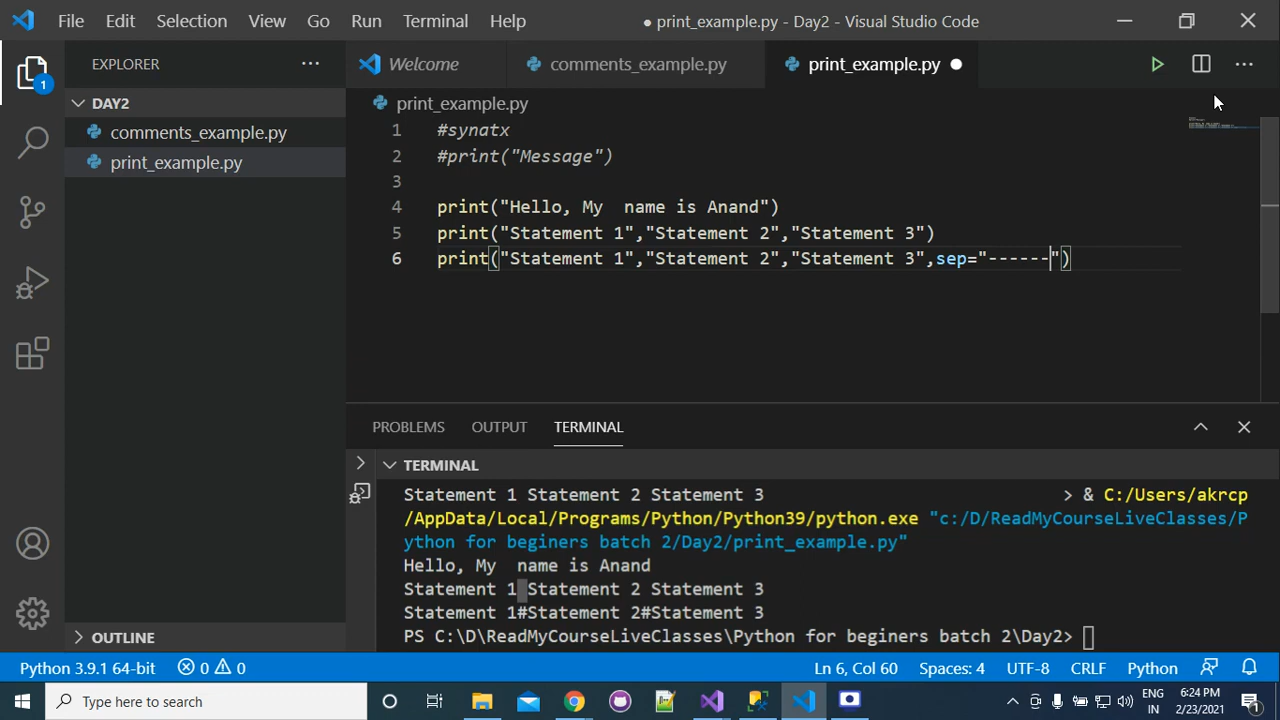 File Edit Selection View Go Run Terminal Help ● print_example.py - Day2 - Visual Studio Code
EXPLORER
Welcome comments_example.py print_example.py
1
DAY2
comments_example.py
print_example.py
print_example.py
1 #synatx
2 #print("Message")
3
4 print("Hello, My  name is Anand")
5 print("Statement 1","Statement 2","Statement 3")
6 print("Statement 1","Statement 2","Statement 3",sep="------")
PROBLEMS OUTPUT TERMINAL
TERMINAL
Statement 1 Statement 2 Statement 3 > & C:/Users/akrcp
/AppData/Local/Programs/Python/Python39/python.exe "c:/D/ReadMyCourseLiveClasses/P
ython for beginers batch 2/Day2/print_example.py"
Hello, My  name is Anand
Statement 1 Statement 2 Statement 3
Statement 1#Statement 2#Statement 3
PS C:\D\ReadMyCourseLiveClasses\Python for beginers batch 2\Day2>
OUTLINE
Python 3.9.1 64-bit 0 0 Ln 6, Col 60 Spaces: 4 UTF-8 CRLF Python
Type here to search
ENG
IN
6:24 PM
2/23/2021
1